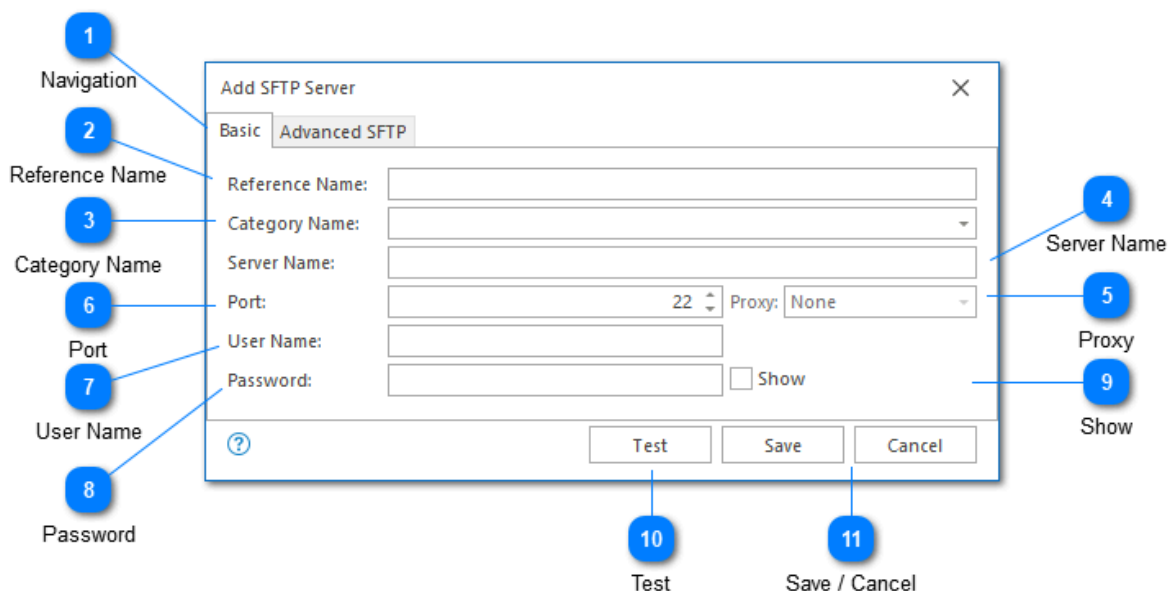 1
Navigation
2
Reference Name
3
Category Name
6
Port
7
User Name
8
Password
Add SFTP Server
Basic Advanced SFTP
Reference Name:
Category Name:
Server Name:
Port: 22 Proxy: None
User Name:
Password: Show
? Test Save Cancel
4
Server Name
5
Proxy
9
Show
10
Test
11
Save / Cancel